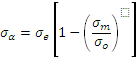 σₐ = σₑ [1 − (σₘ / σₒ)^□]